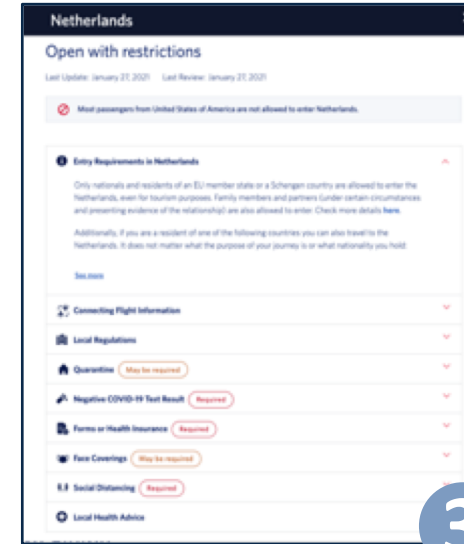 Netherlands
Open with restrictions
Last Update: January 27, 2021 Last Review: January 27, 2021
Most passengers from United States of America are not allowed to enter Netherlands.
Entry Requirements in Netherlands
Only nationals and residents of an EU member state or a Schengen country are allowed to enter the
Netherlands, even for tourism purposes. Family members and partners (under certain circumstances
and presenting evidence of the relationship) are also allowed to enter. Check more details here.
Additionally, if you are a resident of one of the following countries you can also travel to the
Netherlands. It does not matter what the purpose of your journey is or what nationality you hold:
See more
Connecting Flight Information
Local Regulations
Quarantine May be required
Negative COVID-19 Test Result Required
Forms or Health Insurance Required
Face Coverings May be required
Social Distancing Required
Local Health Advice
3